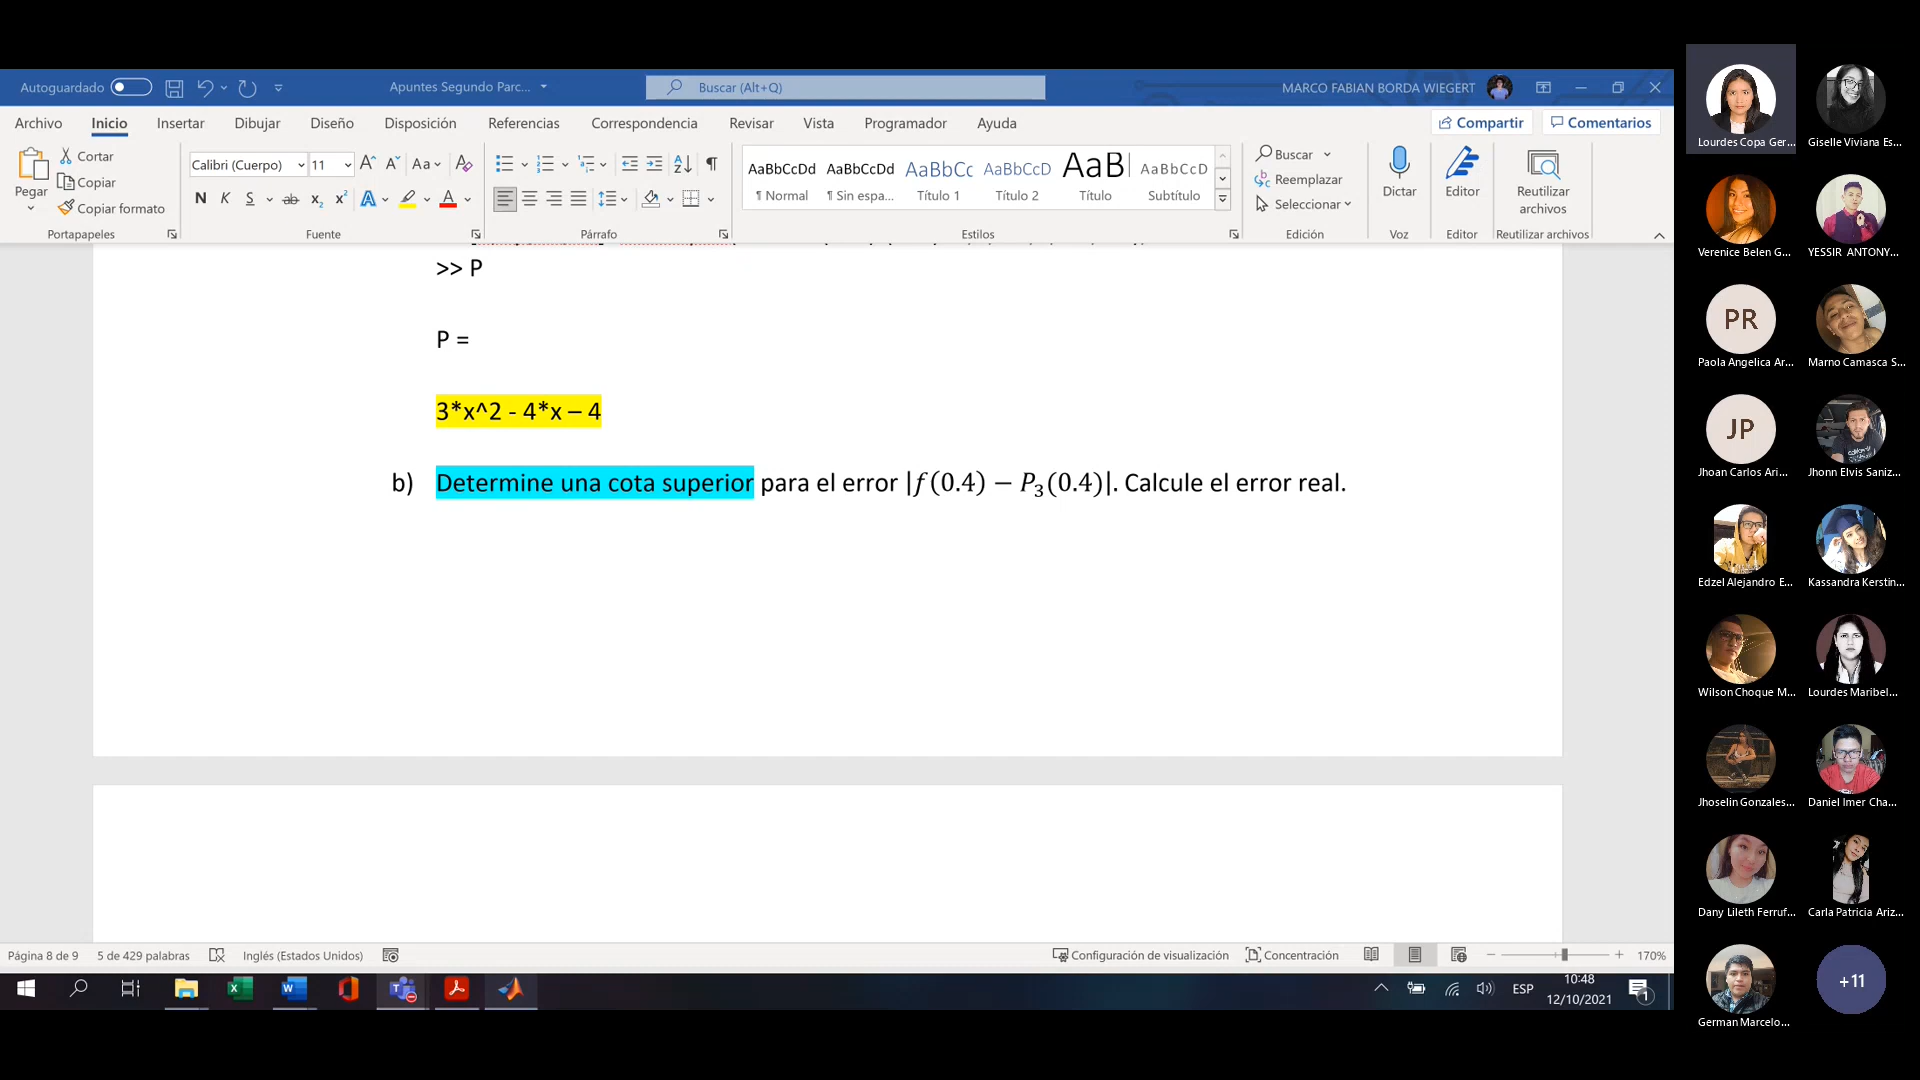 Autoguardado
Apuntes Segundo Parc...
Buscar (Alt+Q)
MARCO FABIAN BORDA WIEGERT
Archivo Inicio Insertar Dibujar Diseño Disposición Referencias Correspondencia Revisar Vista Programador Ayuda
Compartir Comentarios
Pegar
Cortar
Copiar
Copiar formato
Portapapeles
Calibri (Cuerpo) 11
N K S ab x₂ x² A A
Fuente
Párrafo
AaBbCcDd AaBbCcDd AaBbCc AaBbCcD AaB AaBbCcD
¶ Normal ¶ Sin espa... Título 1 Título 2 Título Subtítulo
Estilos
Buscar
Reemplazar
Seleccionar
Edición
Dictar
Voz
Editor
Editor
Reutilizar archivos
Reutilizar archivos
>> P
P =
3*x^2 - 4*x – 4
b) Determine una cota superior para el error |f(0.4) − P₃(0.4)|. Calcule el error real.
Página 8 de 9 5 de 429 palabras Inglés (Estados Unidos)
Configuración de visualización Concentración 170%
ESP
10:48
12/10/2021
1
Lourdes Copa Ger...
Giselle Viviana Es...
Verenice Belen G...
YESSIR ANTONY...
PR
Paola Angelica Ar...
Marno Camasca S...
JP
Jhoan Carlos Ari...
Jhonn Elvis Saniz...
Edzel Alejandro E...
Kassandra Kerstin...
Wilson Choque M...
Lourdes Maribel...
Jhoselin Gonzales...
Daniel Imer Cha...
Dany Lileth Ferruf...
Carla Patricia Ariz...
German Marcelo...
+11